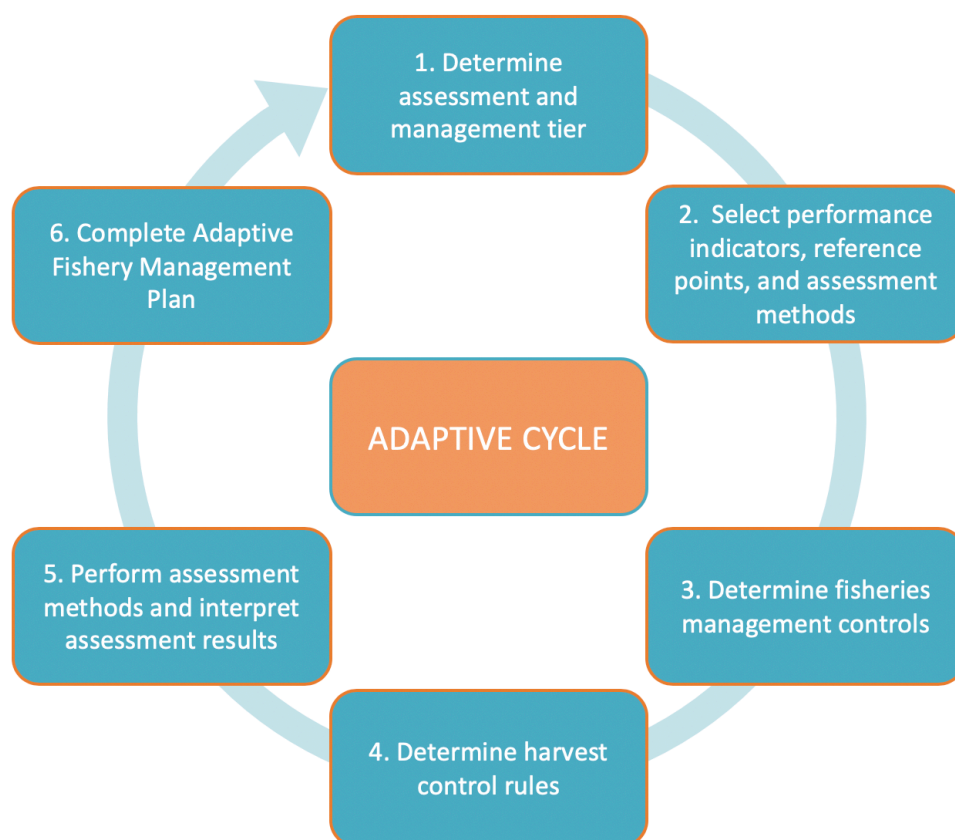 1. Determine
assessment and
management tier
2. Select performance
indicators, reference
points, and assessment
methods
3. Determine fisheries
management controls
4. Determine harvest
control rules
5. Perform assessment
methods and interpret
assessment results
6. Complete Adaptive
Fishery Management
Plan
ADAPTIVE CYCLE